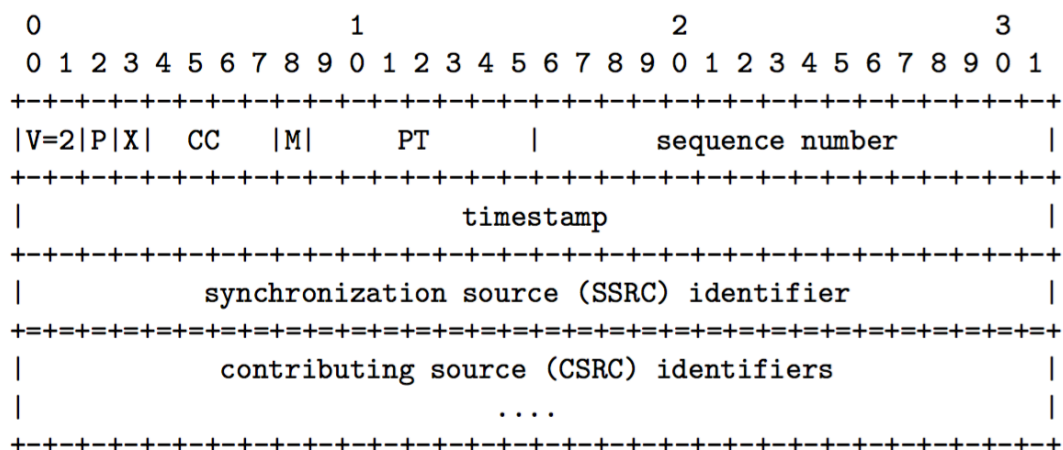 0                   1                   2                   3
 0 1 2 3 4 5 6 7 8 9 0 1 2 3 4 5 6 7 8 9 0 1 2 3 4 5 6 7 8 9 0 1
+-+-+-+-+-+-+-+-+-+-+-+-+-+-+-+-+-+-+-+-+-+-+-+-+-+-+-+-+-+-+-+-+
|V=2|P|X|  CC   |M|     PT        |       sequence number         |
+-+-+-+-+-+-+-+-+-+-+-+-+-+-+-+-+-+-+-+-+-+-+-+-+-+-+-+-+-+-+-+-+
|                           timestamp                           |
+-+-+-+-+-+-+-+-+-+-+-+-+-+-+-+-+-+-+-+-+-+-+-+-+-+-+-+-+-+-+-+-+
|           synchronization source (SSRC) identifier            |
+=+=+=+=+=+=+=+=+=+=+=+=+=+=+=+=+=+=+=+=+=+=+=+=+=+=+=+=+=+=+=+=+
|            contributing source (CSRC) identifiers             |
|                             ....                              |
+-+-+-+-+-+-+-+-+-+-+-+-+-+-+-+-+-+-+-+-+-+-+-+-+-+-+-+-+-+-+-+-+